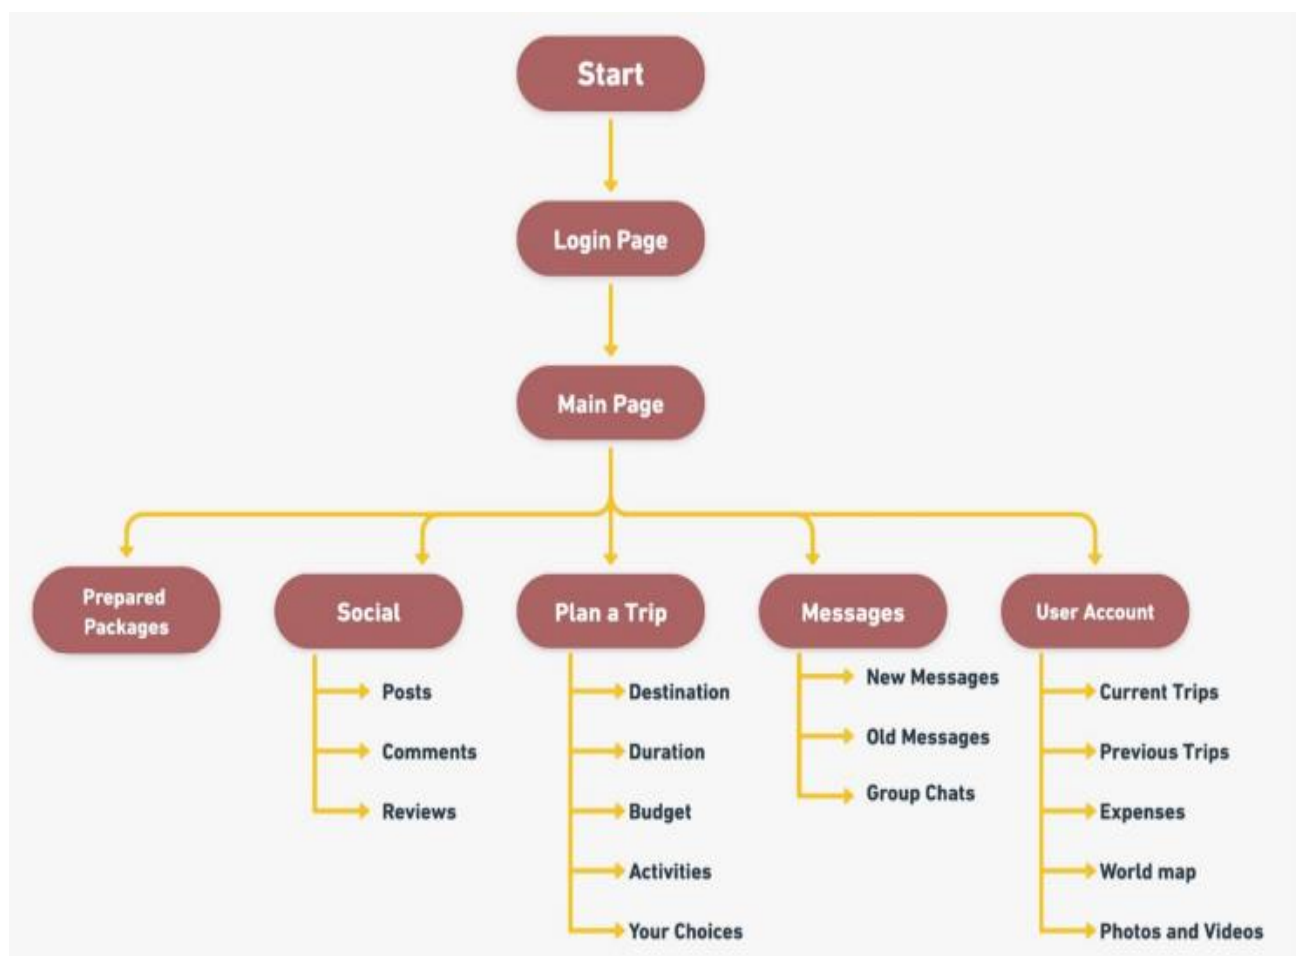 Start
Login Page
Main Page
Prepared
Packages
Social
Plan a Trip
Messages
User Account
Posts
Comments
Reviews
Destination
Duration
Budget
Activities
Your Choices
New Messages
Old Messages
Group Chats
Current Trips
Previous Trips
Expenses
World map
Photos and Videos